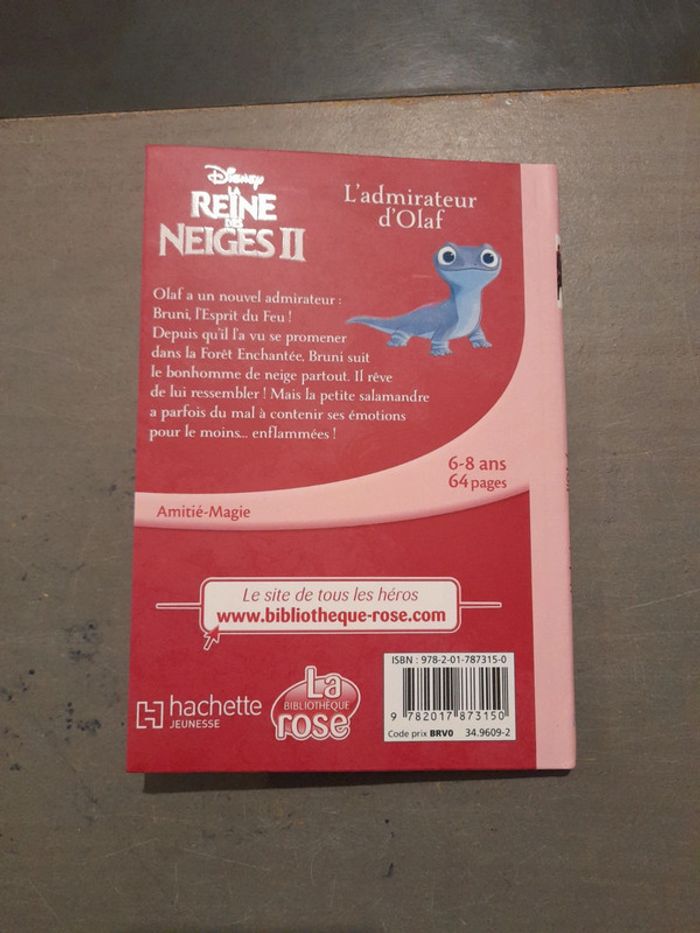 Disney
LA
REINE
DES
NEIGES II
L'admirateur
d'Olaf
Olaf a un nouvel admirateur :
Bruni, l'Esprit du Feu !
Depuis qu'il l'a vu se promener
dans la Forêt Enchantée, Bruni suit
le bonhomme de neige partout. Il rêve
de lui ressembler ! Mais la petite salamandre
a parfois du mal à contenir ses émotions
pour le moins... enflammées !
6-8 ans
64 pages
Amitié-Magie
Le site de tous les héros
www.bibliotheque-rose.com
hachette
JEUNESSE
La
BIBLIOTHÈQUE
rose
ISBN : 978-2-01-787315-0
9 782017 873150
Code prix BRV0 34.9609-2